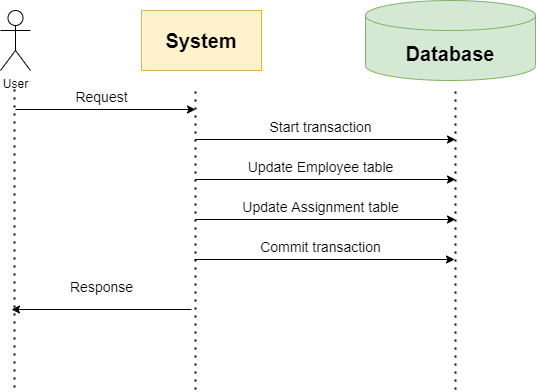 System
Database
User
Request
Start transaction
Update Employee table
Update Assignment table
Commit transaction
Response